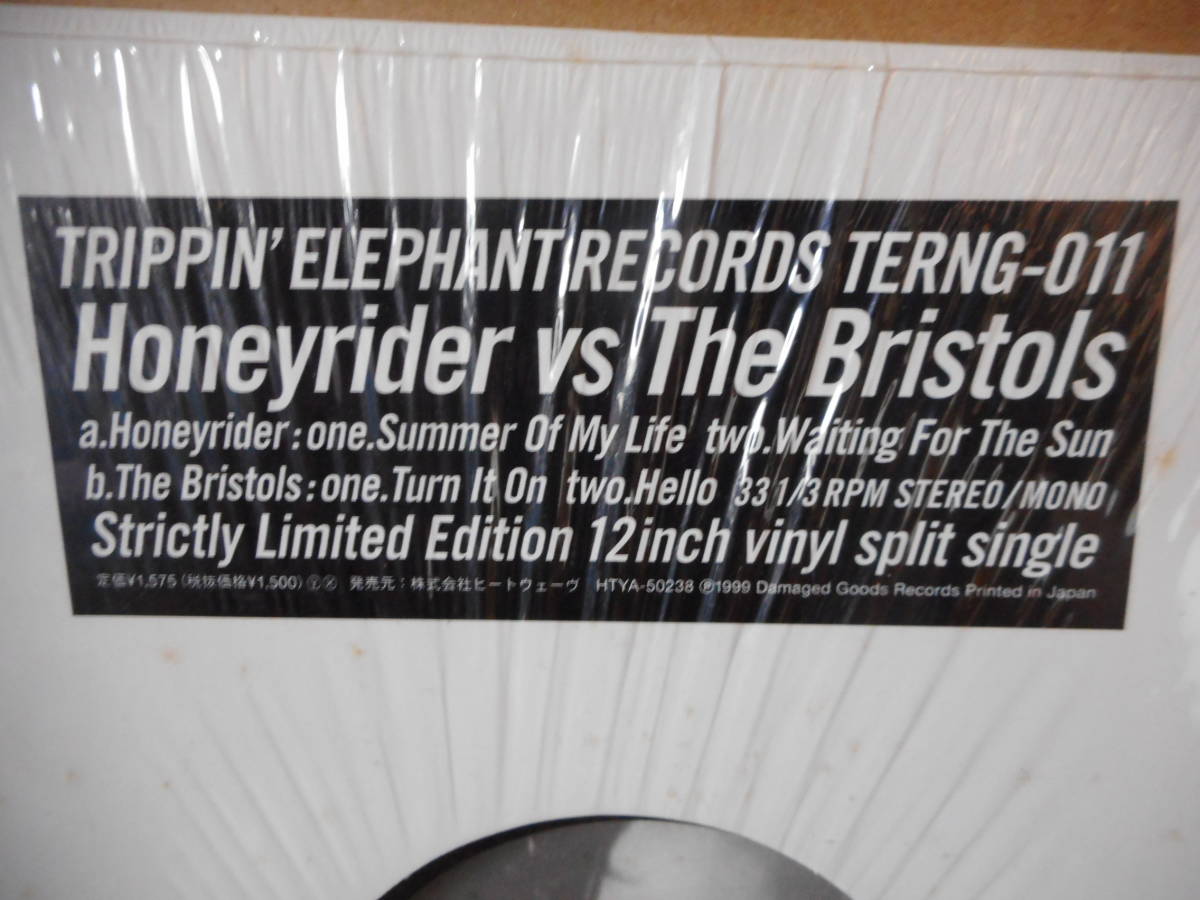 TRIPPIN' ELEPHANT RECORDS TERNG-011
Honeyrider vs The Bristols
a.Honeyrider:one.Summer Of My Life two.Waiting For The Sun
b.The Bristols:one.Turn It On two.Hello 33 1/3 RPM STEREO/MONO
Strictly Limited Edition 12inch vinyl split single
定価¥1,575(税抜価格¥1,500) 発売元:株式会社ヒートウェーヴ HTYA-50238 ℗1999 Damaged Goods Records Printed in Japan